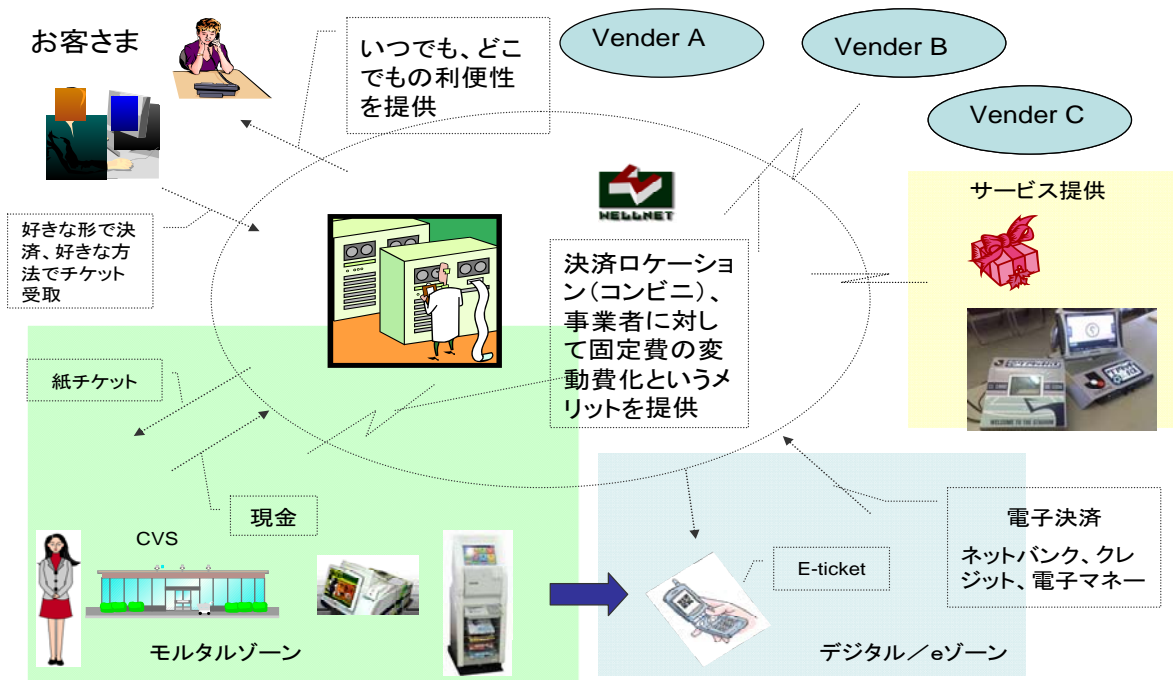 お客さま
いつでも、どこ
でもの利便性
を提供
Vender A
Vender B
Vender C
サービス提供
WELLNET
好きな形で決
済、好きな方
法でチケット
受取
決済ロケーショ
ン(コンビニ)、
事業者に対し
て固定費の変
動費化というメ
リットを提供
紙チケット
現金
CVS
モルタルゾーン
E-ticket
電子決済
ネットバンク、クレ
ジット、電子マネー
デジタル/eゾーン